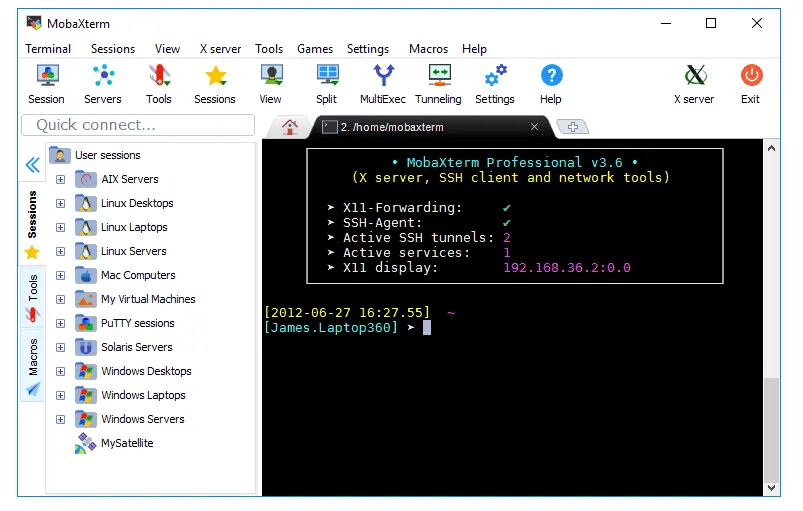 MobaXterm
Terminal Sessions View X server Tools Games Settings Macros Help
Session Servers Tools Sessions View Split MultiExec Tunneling Settings Help X server Exit
Quick connect...
2. /home/mobaxterm
Sessions
Tools
Macros
User sessions
AIX Servers
Linux Desktops
Linux Laptops
Linux Servers
Mac Computers
My Virtual Machines
PuTTY sessions
Solaris Servers
Windows Desktops
Windows Laptops
Windows Servers
MySatellite
• MobaXterm Professional v3.6 •
(X server, SSH client and network tools)
➤ X11-Forwarding: ✔
➤ SSH-Agent: ✔
➤ Active SSH tunnels: 2
➤ Active services: 1
➤ X11 display: 192.168.36.2:0.0
[2012-06-27 16:27.55] ~
[James.Laptop360] ➤